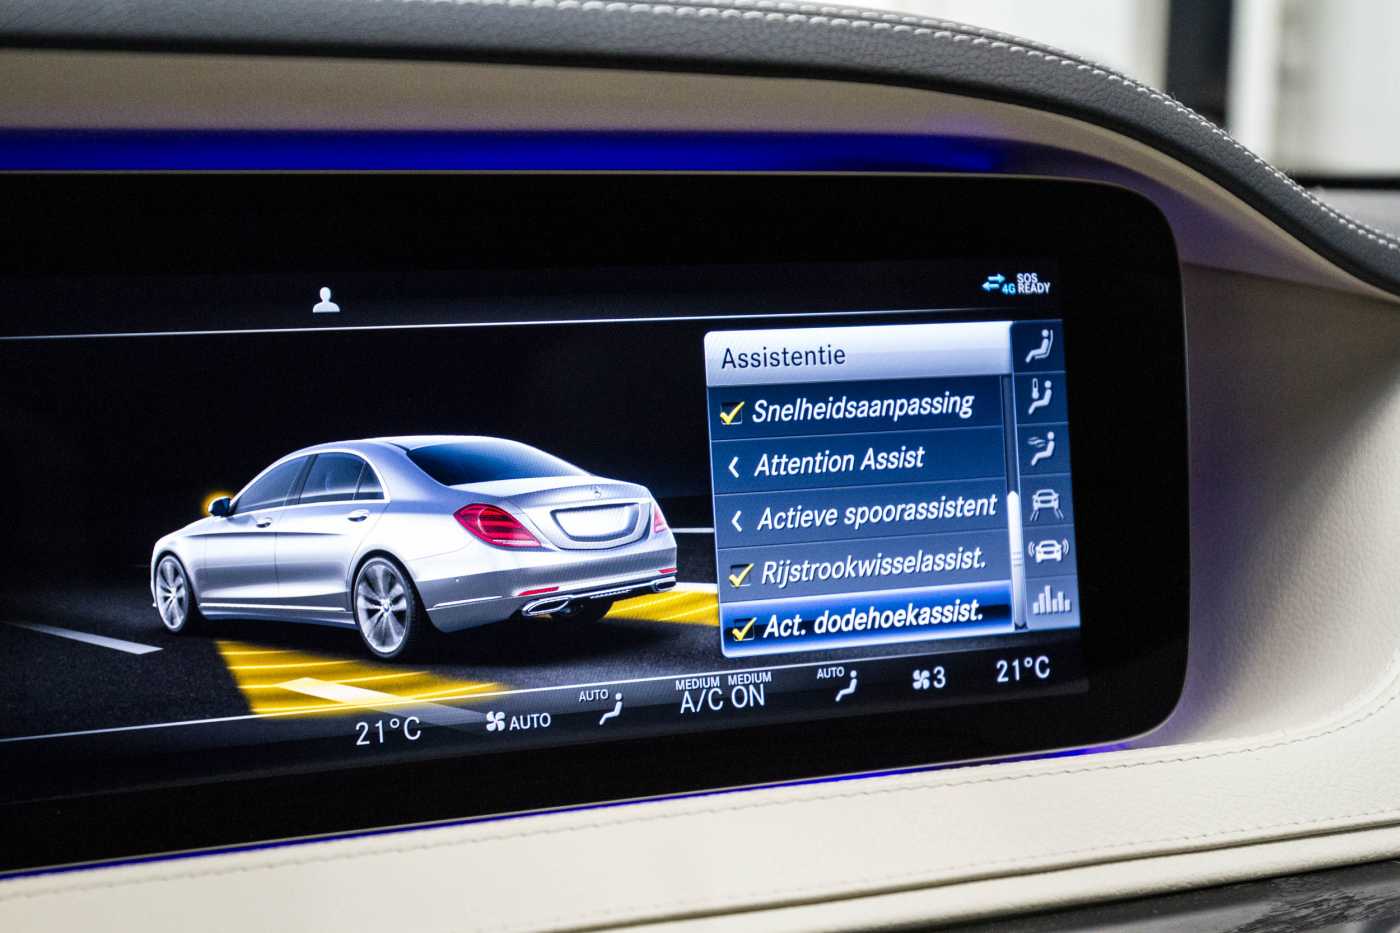 4G SOS
READY
Assistentie
Snelheidsaanpassing
Attention Assist
Actieve spoorassistent
Rijstrookwisselassist.
Act. dodehoekassist.
21°C
AUTO
AUTO
MEDIUM MEDIUM
A/C ON
AUTO
3
21°C